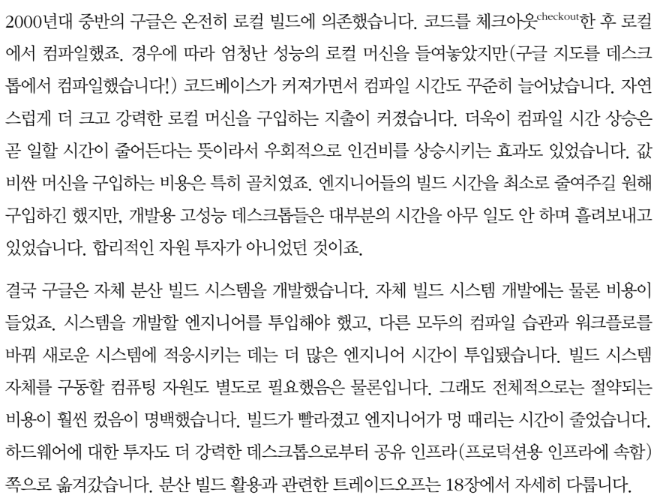 2000년대 중반의 구글은 온전히 로컬 빌드에 의존했습니다. 코드를 체크아웃checkout한 후 로컬
에서 컴파일했죠. 경우에 따라 엄청난 성능의 로컬 머신을 들여놓았지만(구글 지도를 데스크
톱에서 컴파일했습니다!) 코드베이스가 커져가면서 컴파일 시간도 꾸준히 늘어났습니다. 자연
스럽게 더 크고 강력한 로컬 머신을 구입하는 지출이 커졌습니다. 더욱이 컴파일 시간 상승은
곧 일할 시간이 줄어든다는 뜻이라서 우회적으로 인건비를 상승시키는 효과도 있었습니다. 값
비싼 머신을 구입하는 비용은 특히 골치였죠. 엔지니어들의 빌드 시간을 최소로 줄여주길 원해
구입하긴 했지만, 개발용 고성능 데스크톱들은 대부분의 시간을 아무 일도 안 하며 흘려보내고
있었습니다. 합리적인 자원 투자가 아니었던 것이죠.
결국 구글은 자체 분산 빌드 시스템을 개발했습니다. 자체 빌드 시스템 개발에는 물론 비용이
들었죠. 시스템을 개발할 엔지니어를 투입해야 했고, 다른 모두의 컴파일 습관과 워크플로를
바꿔 새로운 시스템에 적응시키는 데는 더 많은 엔지니어 시간이 투입됐습니다. 빌드 시스템
자체를 구동할 컴퓨팅 자원도 별도로 필요했음은 물론입니다. 그래도 전체적으로는 절약되는
비용이 훨씬 컸음이 명백했습니다. 빌드가 빨라졌고 엔지니어가 멍 때리는 시간이 줄었습니다.
하드웨어에 대한 투자도 더 강력한 데스크톱으로부터 공유 인프라(프로덕션용 인프라에 속함)
쪽으로 옮겨갔습니다. 분산 빌드 활용과 관련한 트레이드오프는 18장에서 자세히 다룹니다.